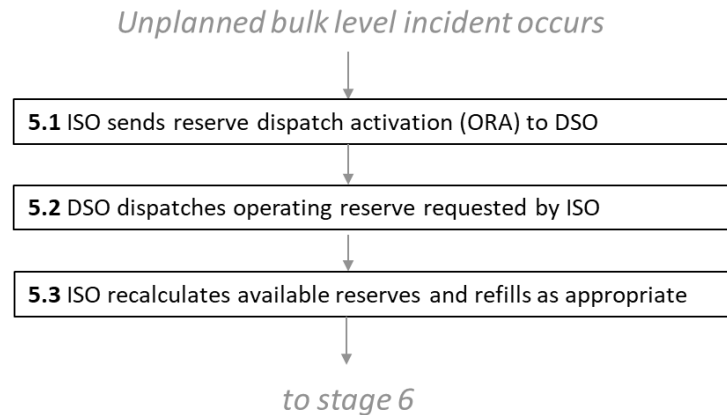 Unplanned bulk level incident occurs
5.1 ISO sends reserve dispatch activation (ORA) to DSO
5.2 DSO dispatches operating reserve requested by ISO
5.3 ISO recalculates available reserves and refills as appropriate
to stage 6